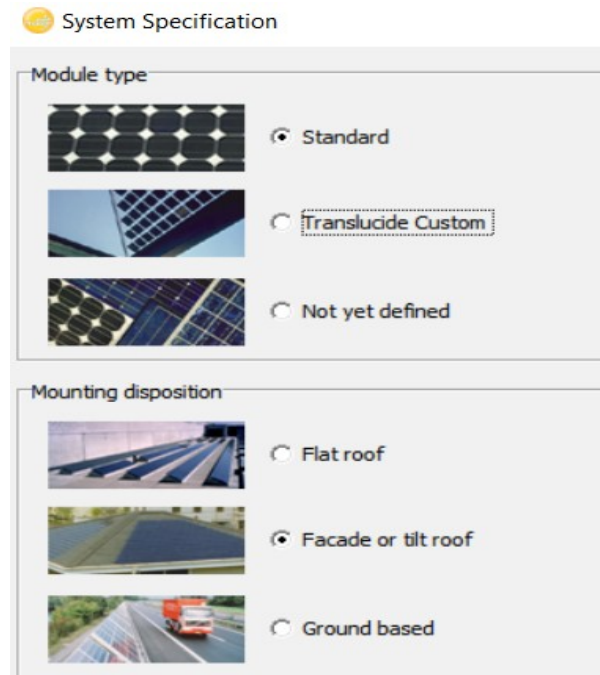 System Specification
Module type
Standard
Translucide Custom
Not yet defined
Mounting disposition
Flat roof
Facade or tilt roof
Ground based